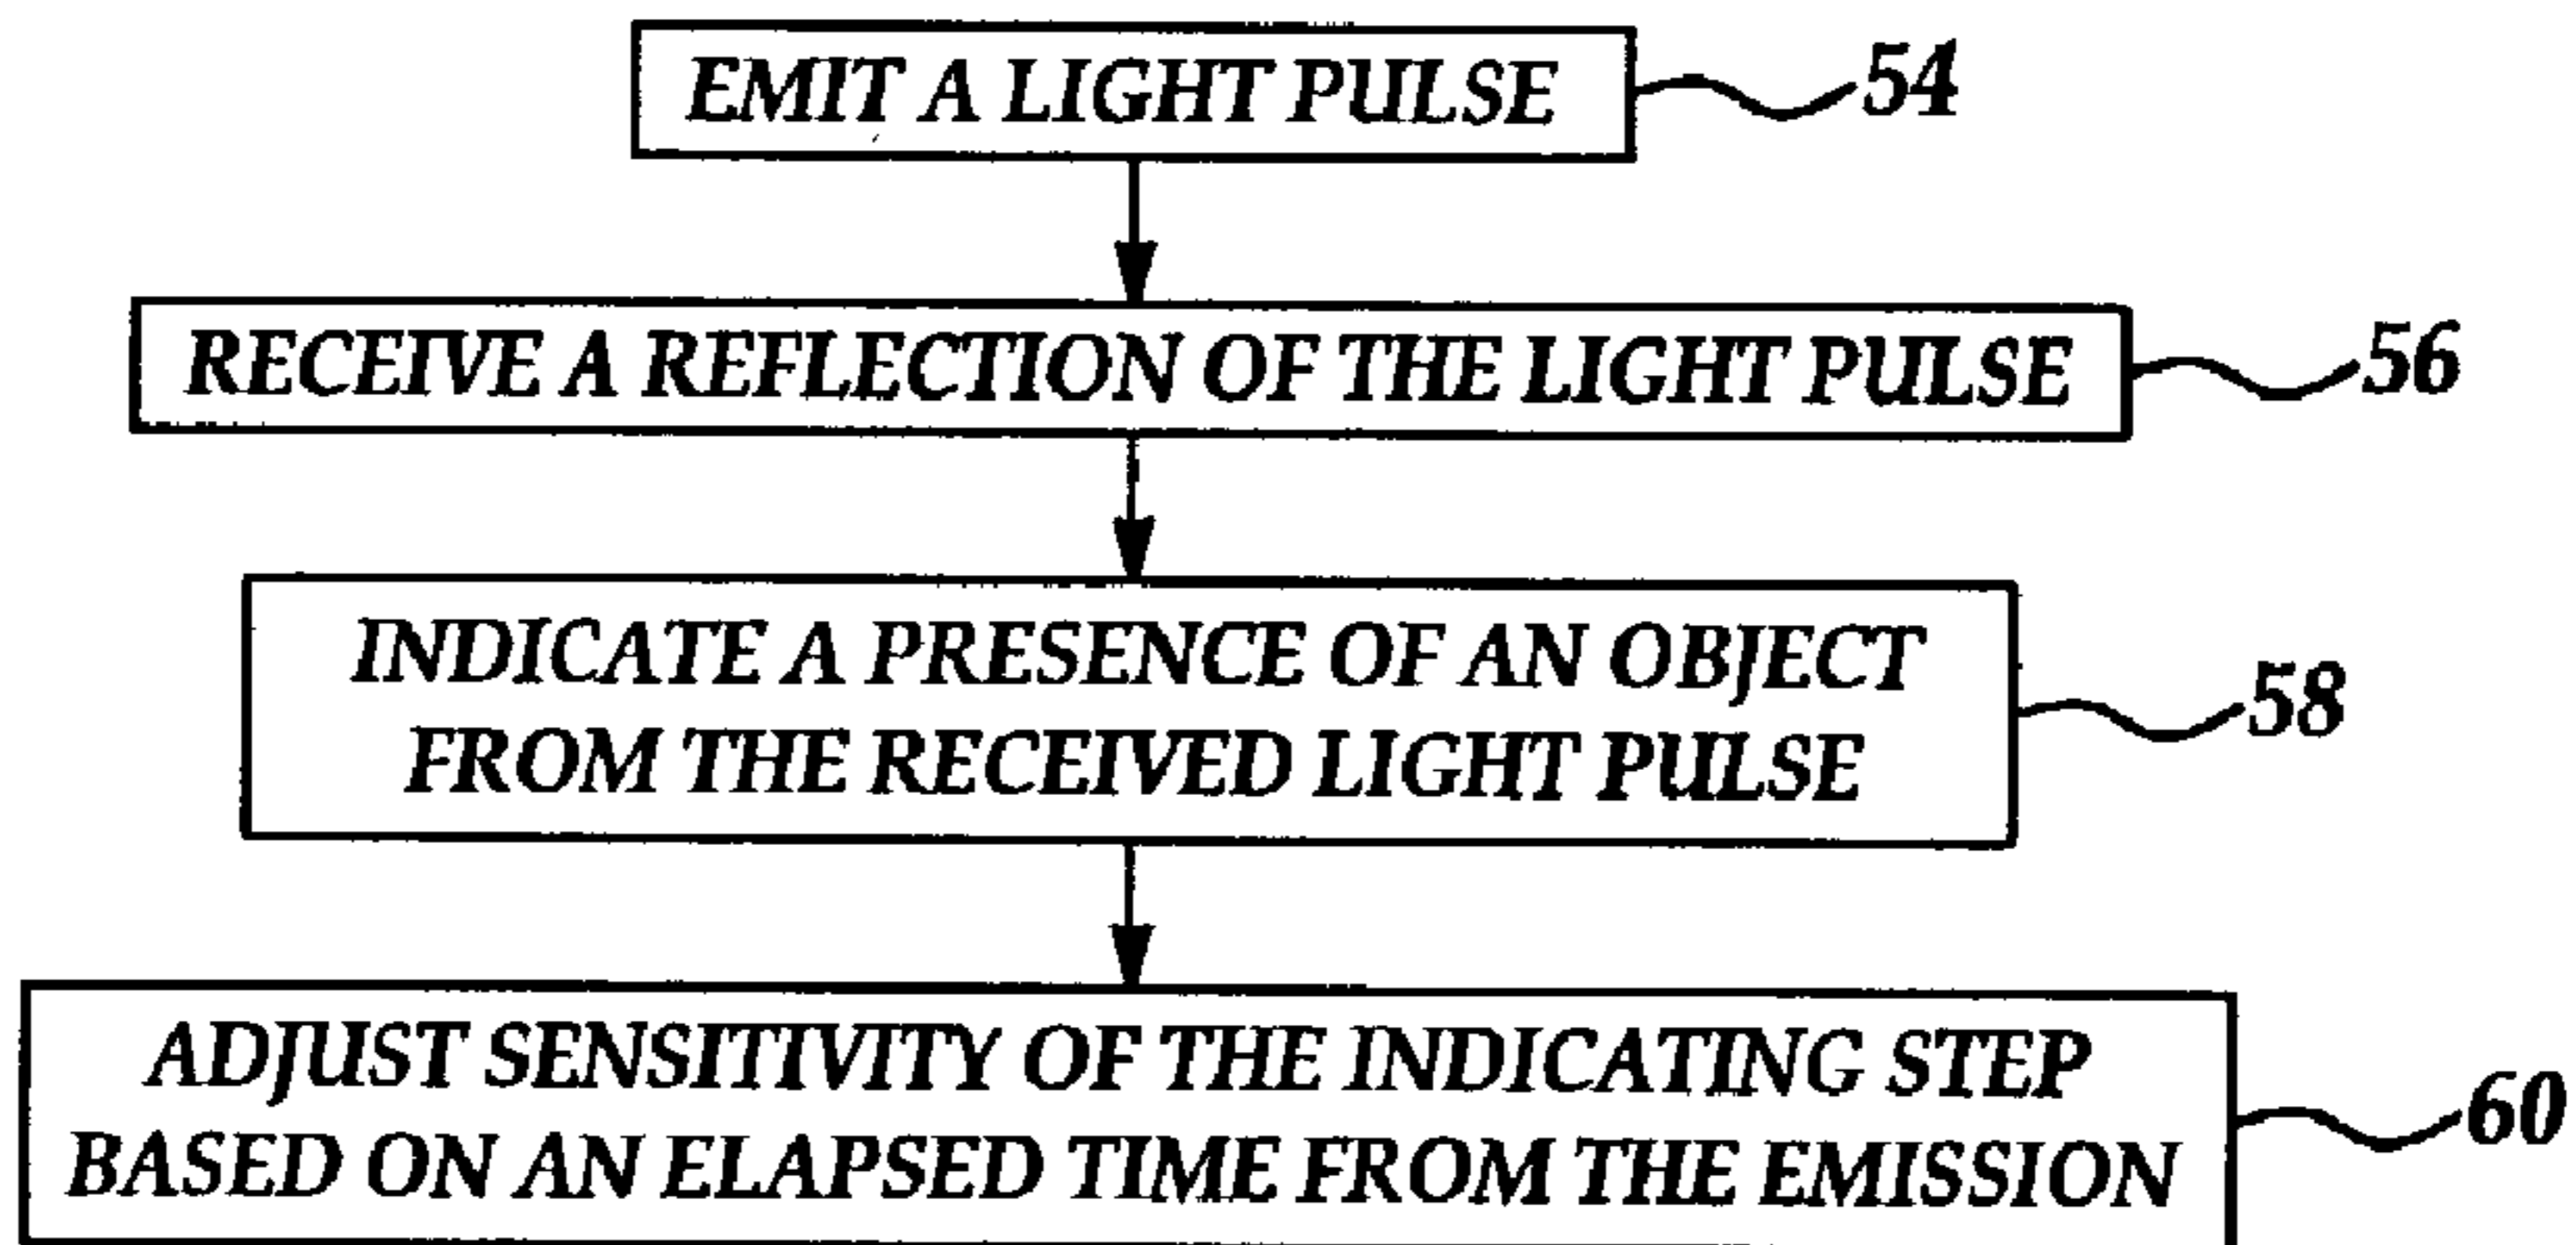 EMIT A LIGHT PULSE 54
RECEIVE A REFLECTION OF THE LIGHT PULSE 56
INDICATE A PRESENCE OF AN OBJECT
FROM THE RECEIVED LIGHT PULSE
58
ADJUST SENSITIVITY OF THE INDICATING STEP
BASED ON AN ELAPSED TIME FROM THE EMISSION
60